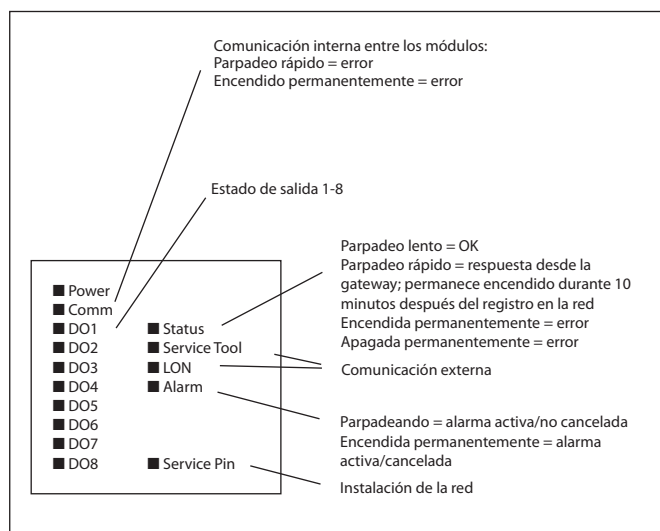 Comunicación interna entre los módulos:
Parpadeo rápido = error
Encendido permanentemente = error
Estado de salida 1-8
Parpadeo lento = OK
Parpadeo rápido = respuesta desde la
gateway; permanece encendido durante 10
minutos después del registro en la red
Encendida permanentemente = error
Apagada permanentemente = error
Comunicación externa
Parpadeando = alarma activa/no cancelada
Encendida permanentemente = alarma
activa/cancelada
Instalación de la red
Power
Comm
DO1
DO2
DO3
DO4
DO5
DO6
DO7
DO8
Status
Service Tool
LON
Alarm
Service Pin